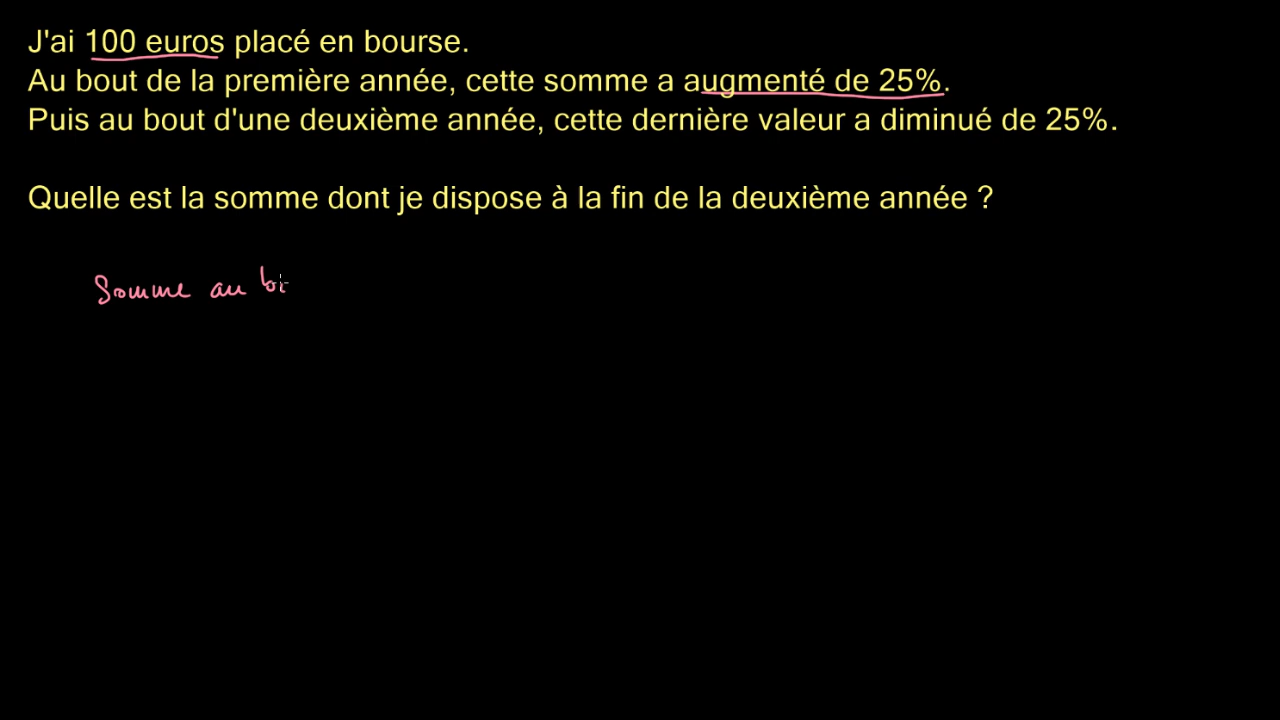 J'ai 100 euros placé en bourse.
Au bout de la première année, cette somme a augmenté de 25%.
Puis au bout d'une deuxième année, cette dernière valeur a diminué de 25%.
Quelle est la somme dont je dispose à la fin de la deuxième année ?
Somme au